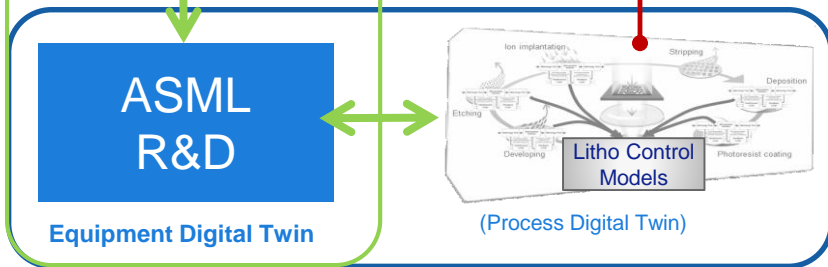 ASML
R&D
Equipment Digital Twin
Ion implantation
Stripping
Deposition
Etching
Developing
Photoresist coating
Litho Control
Models
(Process Digital Twin)